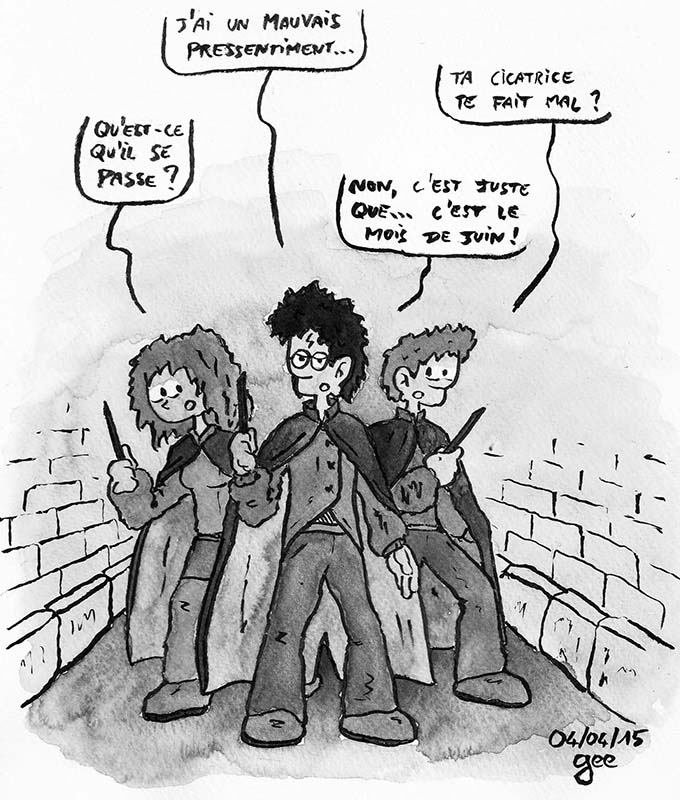 J'AI UN MAUVAIS
PRESSENTIMENT...
QU'EST-CE
QU'IL SE
PASSE ?
TA CICATRICE
TE FAIT MAL ?
NON, C'EST JUSTE
QUE... C'EST LE
MOIS DE JUIN !
04/04/15
gee